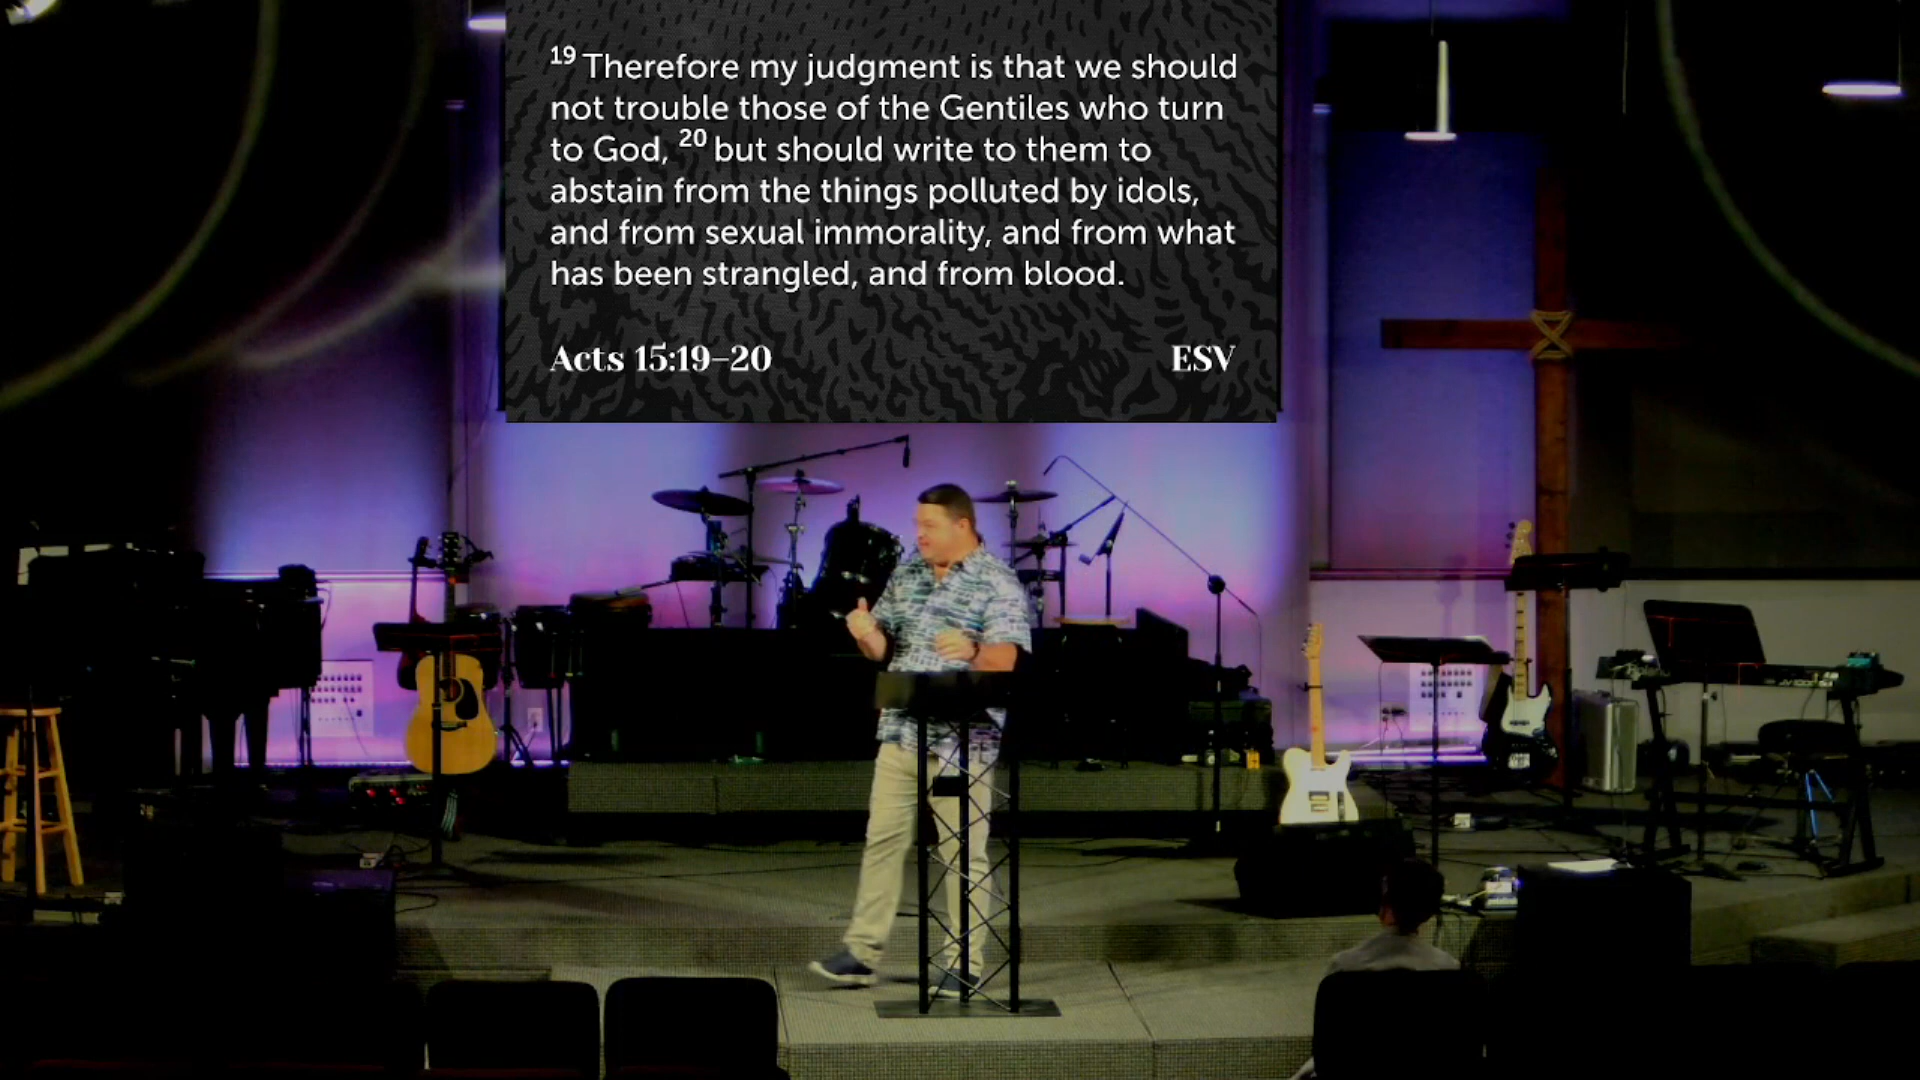 19 Therefore my judgment is that we should
not trouble those of the Gentiles who turn
to God, 20 but should write to them to
abstain from the things polluted by idols,
and from sexual immorality, and from what
has been strangled, and from blood.
Acts 15:19–20 ESV